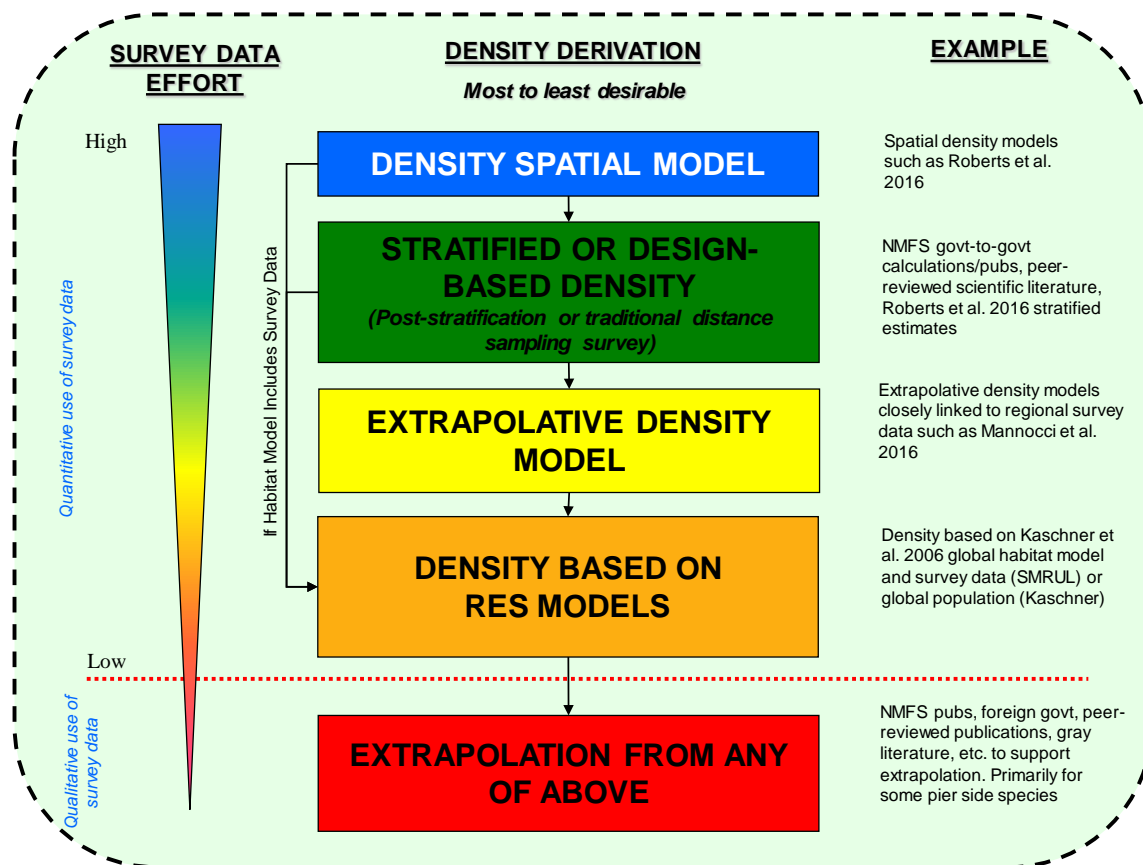 SURVEY DATA
EFFORT
DENSITY DERIVATION
Most to least desirable
EXAMPLE
High
Low
Quantitative use of survey data
Qualitative use of
survey data
If Habitat Model Includes Survey Data
DENSITY SPATIAL MODEL
Spatial density models
such as Roberts et al.
2016
STRATIFIED OR DESIGN-
BASED DENSITY
(Post-stratification or traditional distance
sampling survey)
NMFS govt-to-govt
calculations/pubs, peer-
reviewed scientific literature,
Roberts et al. 2016 stratified
estimates
EXTRAPOLATIVE DENSITY
MODEL
Extrapolative density models
closely linked to regional survey
data such as Mannocci et al.
2016
DENSITY BASED ON
RES MODELS
Density based on Kaschner et
al. 2006 global habitat model
and survey data (SMRUL) or
global population (Kaschner)
EXTRAPOLATION FROM ANY
OF ABOVE
NMFS pubs, foreign govt, peer-
reviewed publications, gray
literature, etc. to support
extrapolation. Primarily for
some pier side species